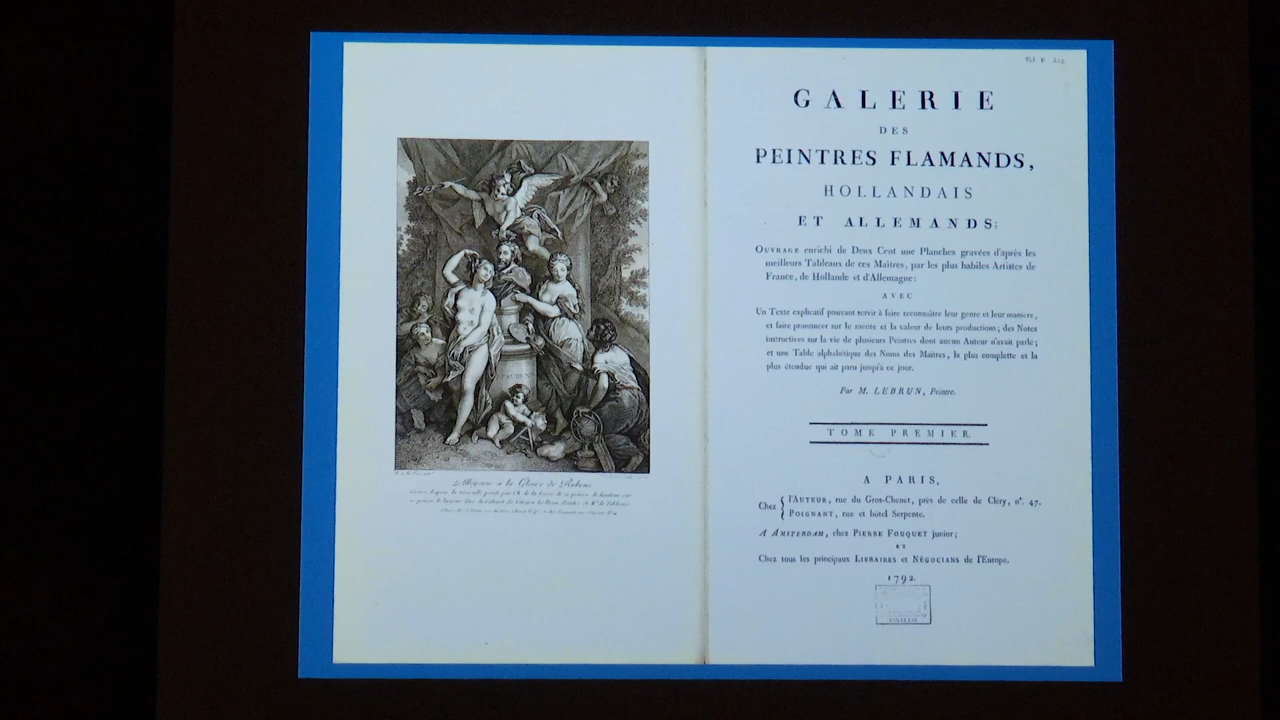 Allegorie à la Gloire de Rubens
GALERIE
DES
PEINTRES FLAMANDS,
HOLLANDAIS
ET ALLEMANDS;
OUVRAGE enrichi de Deux Cent une Planches gravées d'après les
meilleurs Tableaux de ces Maîtres, par les plus habiles Artistes de
France, de Hollande et d'Allemagne:
AVEC
Un Texte explicatif pouvant servir à faire reconnaître leur genre et leur manière,
et faire prononcer sur le mérite et la valeur de leurs productions; des Notes
instructives sur la vie de plusieurs Peintres dont aucun Auteur n'avait parlé;
et une Table alphabétique des Noms des Maîtres, la plus complette et la
plus étendue qui ait paru jusqu'à ce jour.
Par M. LEBRUN, Peintre.
TOME PREMIER.
A PARIS,
Chez { l'AUTEUR, rue du Gros-Chenet, près de celle de Cléry, n°. 47.
POIGNANT, rue et hôtel Serpente.
A AMSTERDAM, chez PIERRE FOUQUET junior;
ET
Chez tous les principaux LIBRAIRES et NÉGOCIANS de l'Europe.
1792